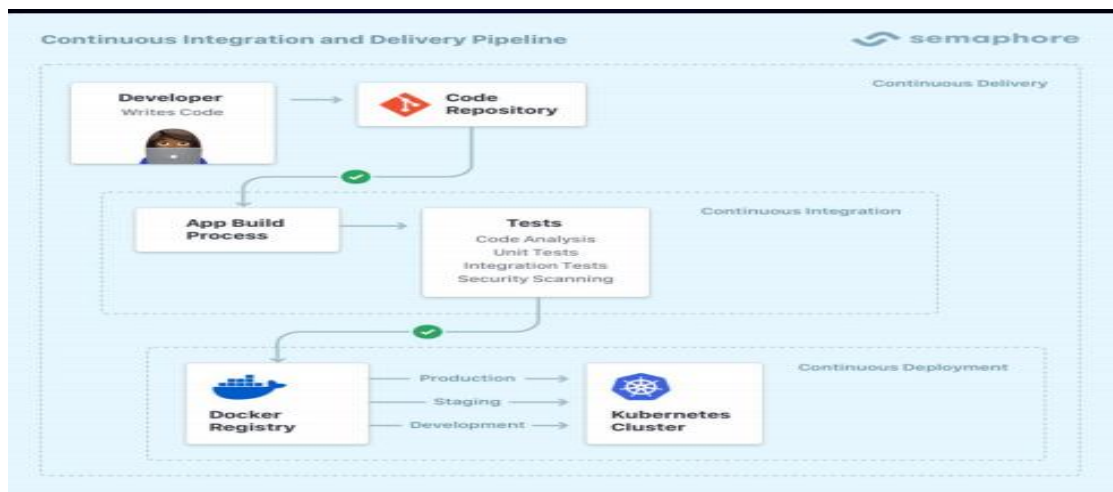 Continuous Integration and Delivery Pipeline
semaphore
Continuous Delivery
Developer
Writes Code
Code
Repository
Continuous Integration
App Build
Process
Tests
Code Analysis
Unit Tests
Integration Tests
Security Scanning
Continuous Deployment
Docker
Registry
Production
Staging
Development
Kubernetes
Cluster